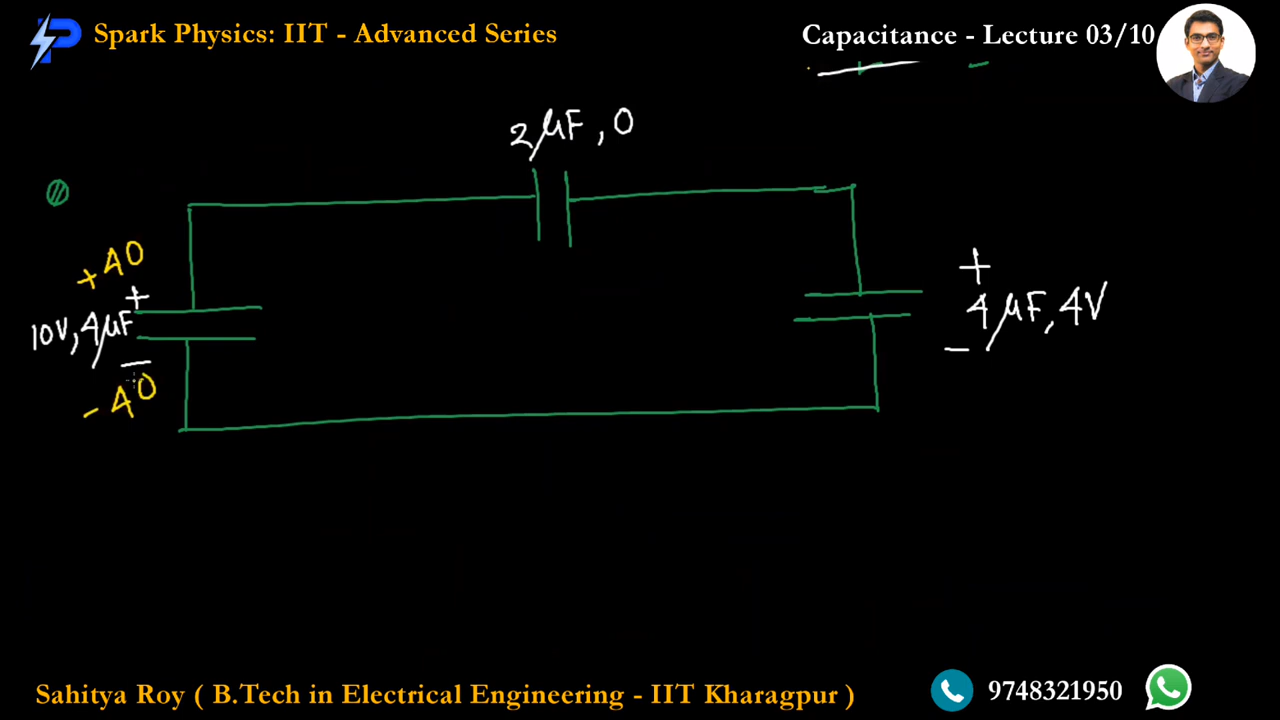 Spark Physics: IIT - Advanced Series
Capacitance - Lecture 03/10
2μF, 0
+40
+
10V, 4μF
−
-40
+
4μF, 4V
−
Sahitya Roy ( B.Tech in Electrical Engineering - IIT Kharagpur )
9748321950